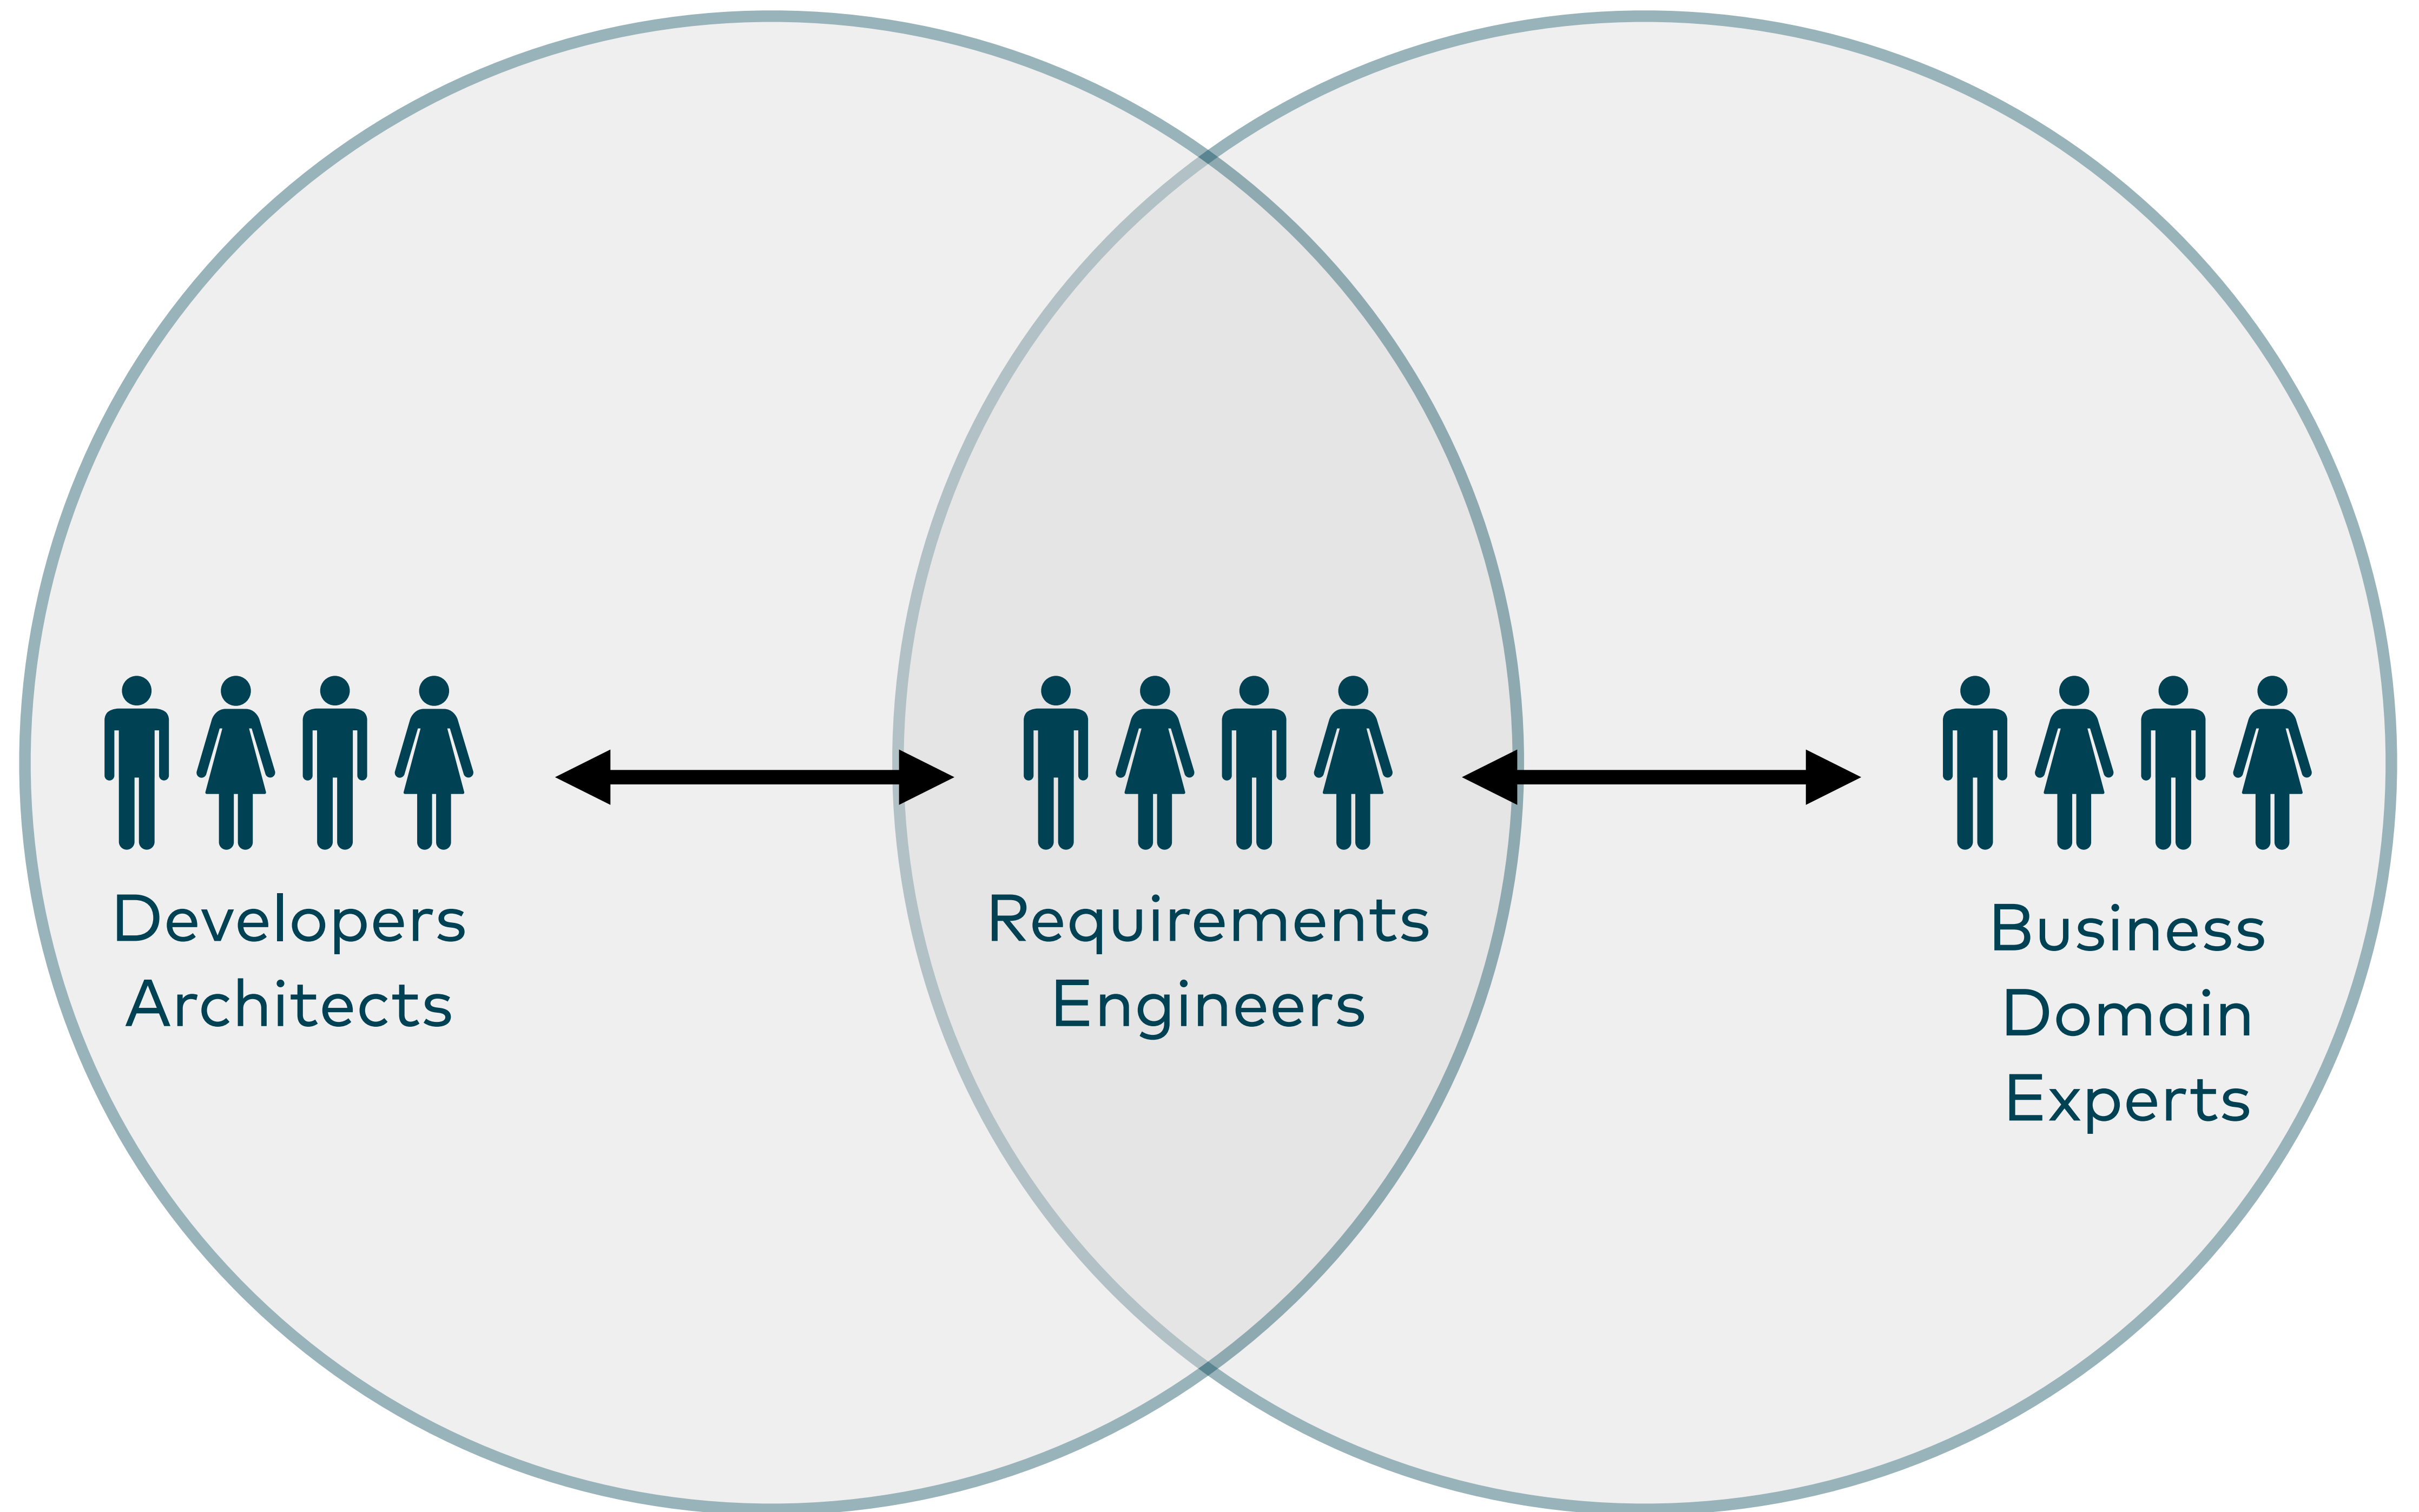 Developers
Architects
Requirements
Engineers
Business
Domain
Experts